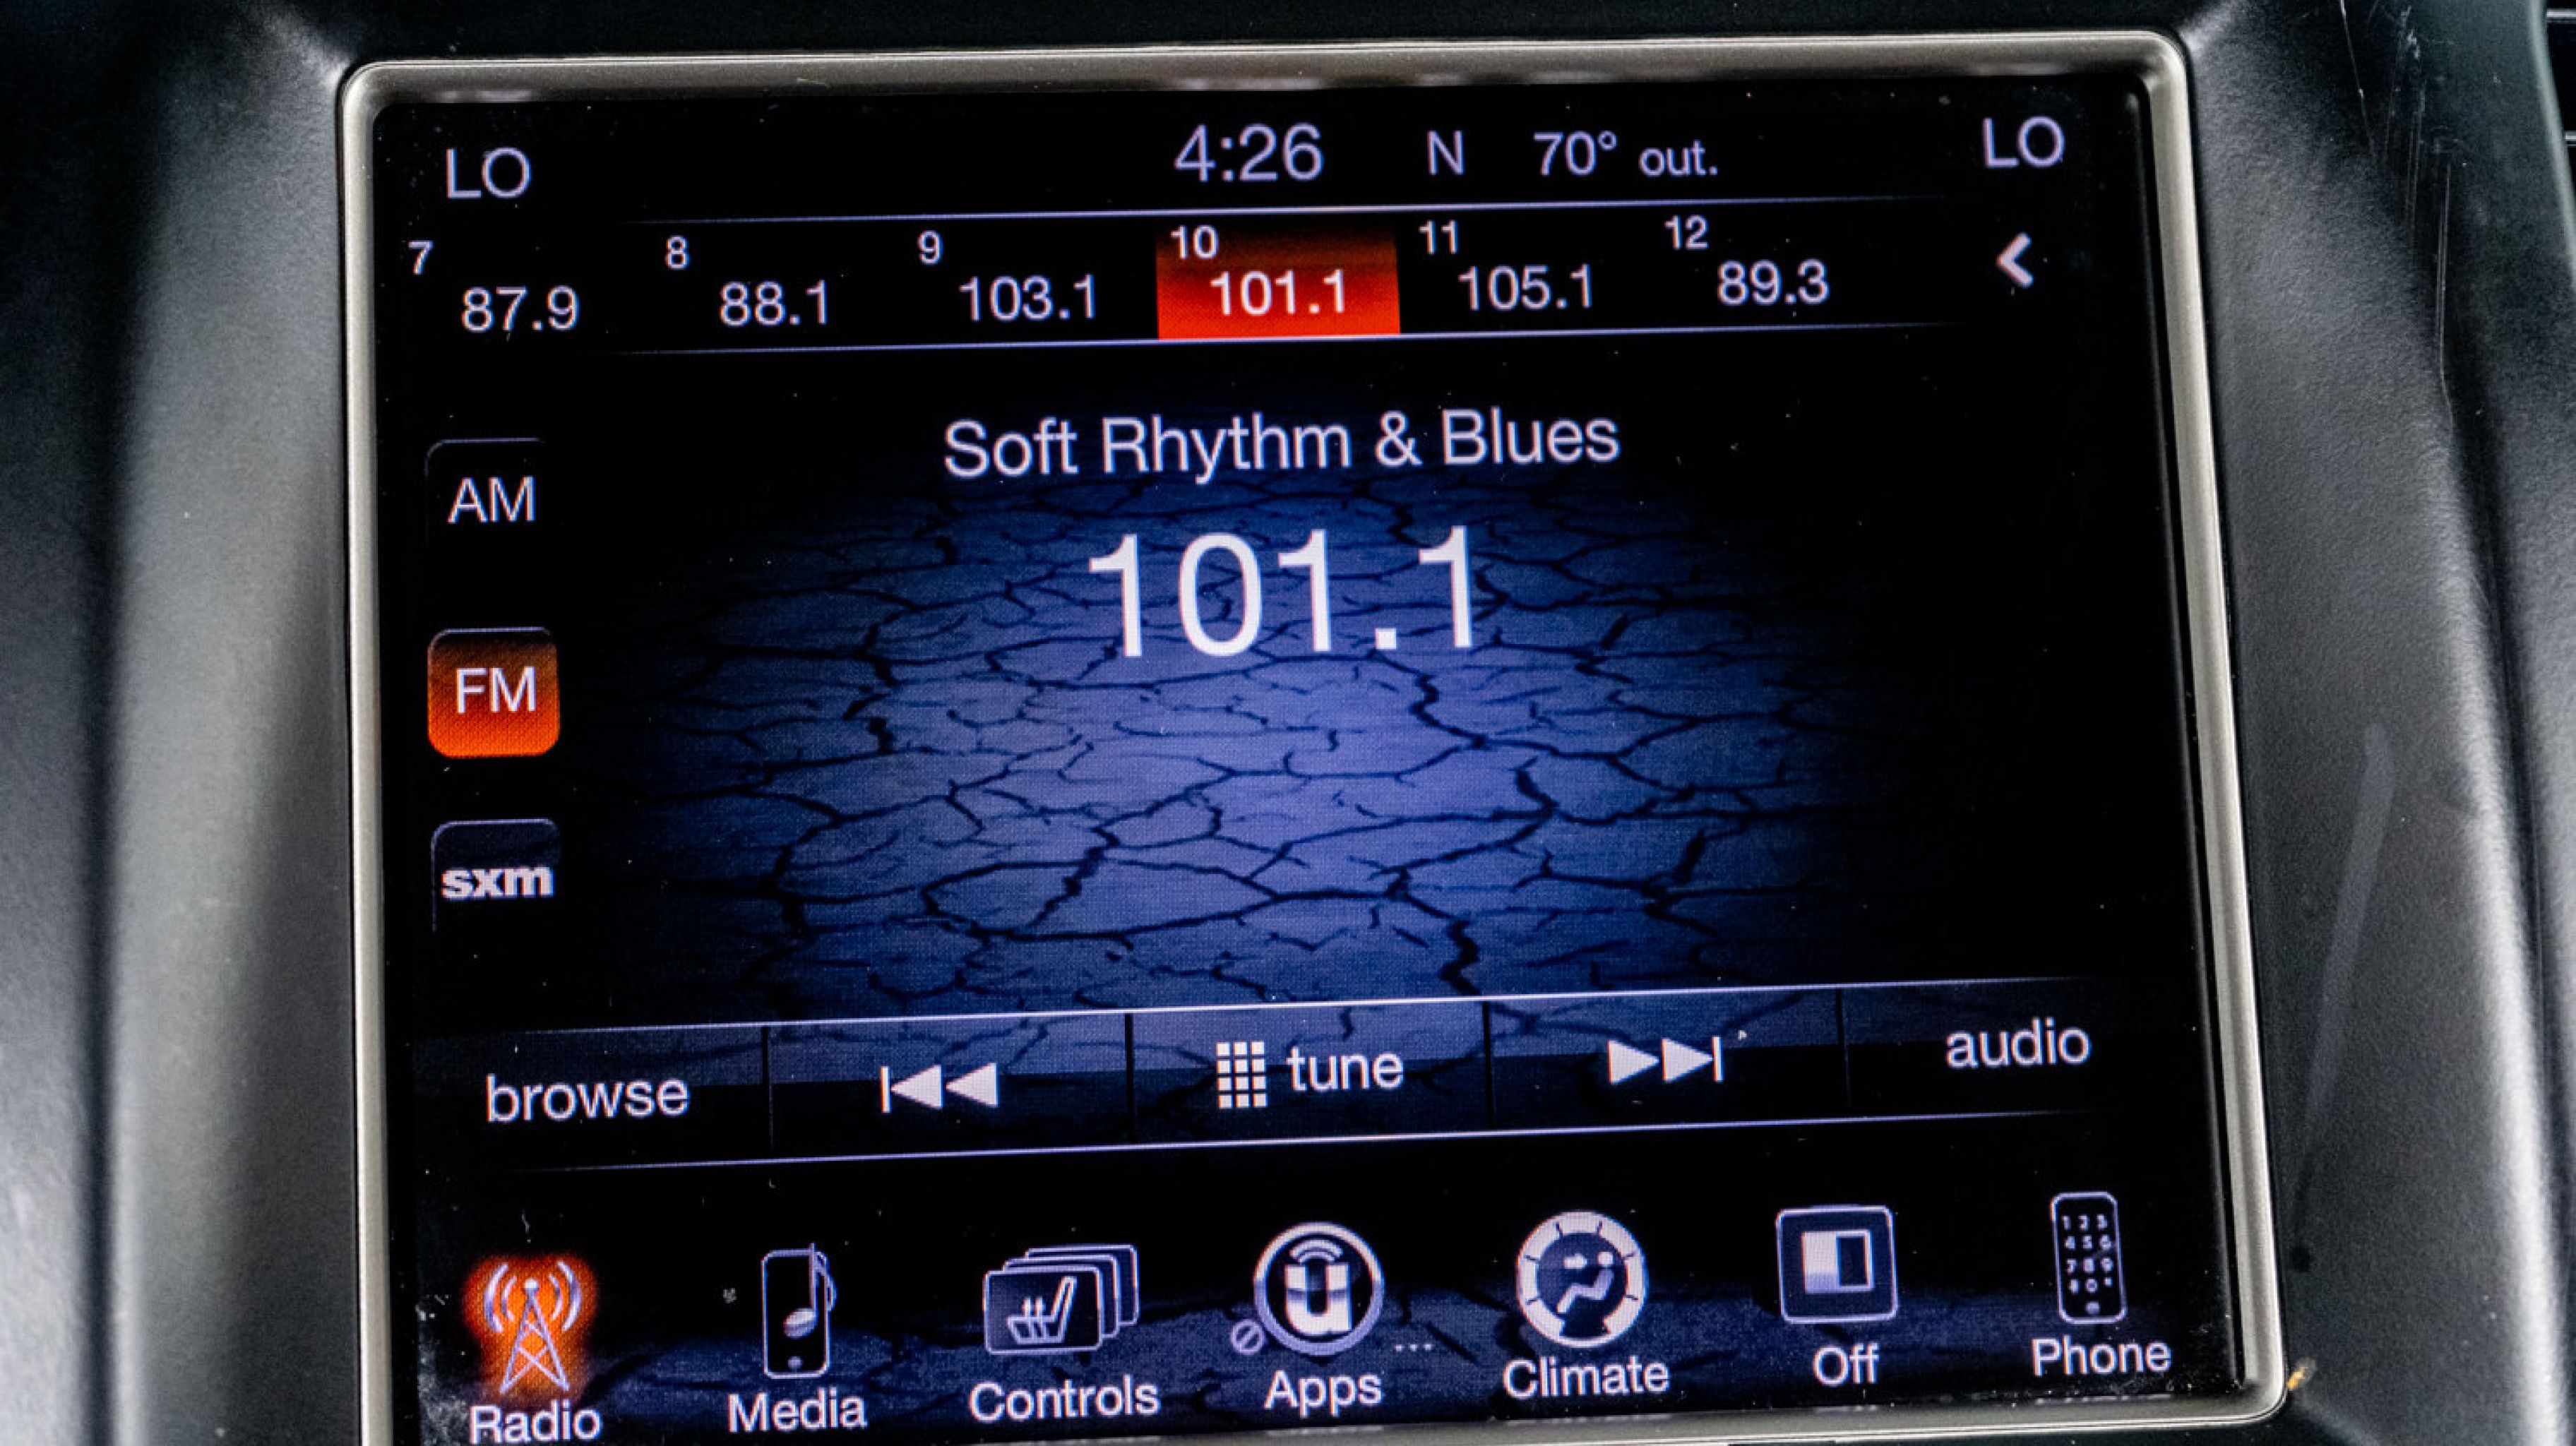 LO 4:26 N 70° out. LO
7 87.9 8 88.1 9 103.1 10 101.1 11 105.1 12 89.3
Soft Rhythm & Blues
101.1
AM
FM
sxm
browse tune audio
Radio Media Controls Apps Climate Off Phone